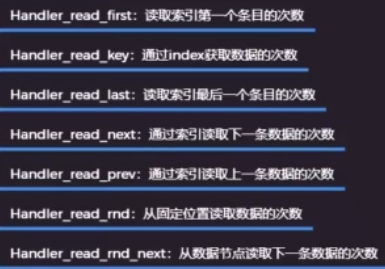 Handler_read_first：读取索引第一个条目的次数
Handler_read_key：通过index获取数据的次数
Handler_read_last：读取索引最后一个条目的次数
Handler_read_next：通过索引读取下一条数据的次数
Handler_read_prev：通过索引读取上一条数据的次数
Handler_read_rnd：从固定位置读取数据的次数
Handler_read_rnd_next：从数据节点读取下一条数据的次数